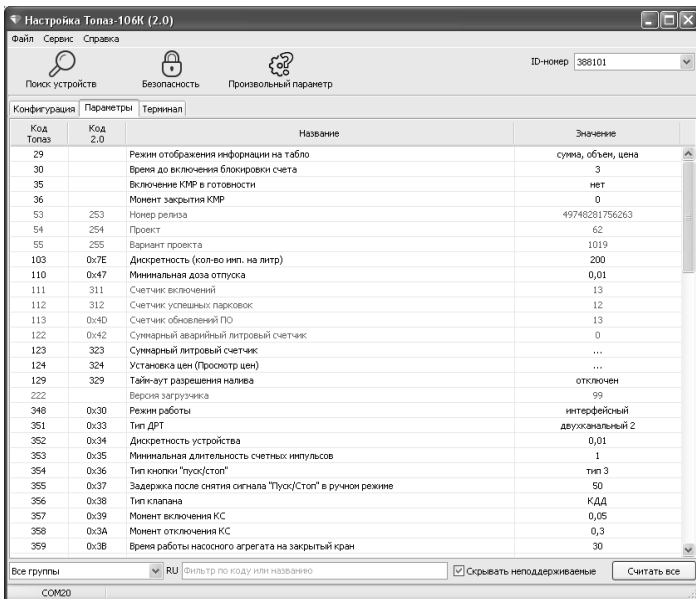 Настройка Топаз-106К (2.0)
Файл Сервис Справка
Поиск устройств Безопасность Произвольный параметр ID-номер 388101
Конфигурация Параметры Терминал
Код Топаз Код 2.0 Название Значение
29 Режим отображения информации на табло сумма, объем, цена
30 Время до включения блокировки счета 3
35 Включение КМР в готовности нет
36 Момент закрытия КМР 0
53 253 Номер релиза 49748281756263
54 254 Проект 62
55 255 Вариант проекта 1019
103 0x7E Дискретность (кол-во имп. на литр) 200
110 0x47 Минимальная доза отпуска 0,01
111 311 Счетчик включений 13
112 312 Счетчик успешных парковок 12
113 0x4D Счетчик обновлений ПО 13
122 0x42 Суммарный аварийный литровый счетчик 0
123 323 Суммарный литровый счетчик ...
124 324 Установка цен (Просмотр цен) ...
129 329 Тайм-аут разрешения налива отключен
222 Версия загрузчика 99
348 0x30 Режим работы интерфейсный
351 0x33 Тип ДРТ двухканальный 2
352 0x34 Дискретность устройства 0,01
353 0x35 Минимальная длительность счетных импульсов 1
354 0x36 Тип кнопки "пуск/стоп" тип 3
355 0x37 Задержка после снятия сигнала "Пуск/Стоп" в ручном режиме 50
356 0x38 Тип клапана КДД
357 0x39 Момент включения КС 0,05
358 0x3A Момент отключения КС 0,3
359 0x3B Время работы насосного агрегата на закрытый кран 30
Все группы RU Фильтр по коду или названию Скрывать неподдерживаемые Считать все
COM20